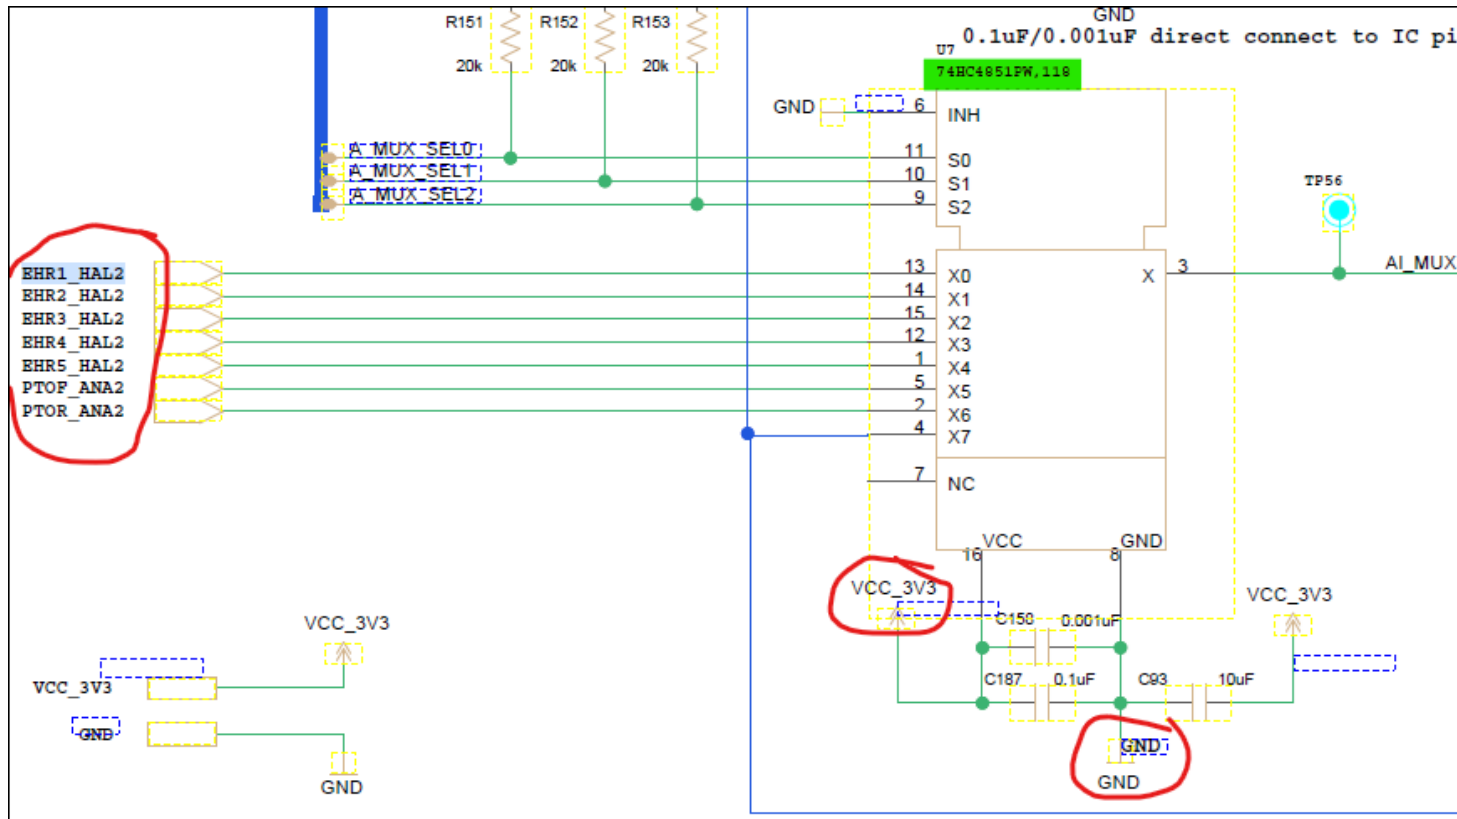 GND
0.1uF/0.001uF direct connect to IC pi
R151 R152 R153
20k 20k 20k
U7
74HC4851PW,118
GND 6 INH
A_MUX_SEL0 11 S0
A_MUX_SEL1 10 S1
A_MUX_SEL2 9 S2
TP56
EHR1_HAL2 13 X0 X 3 AI_MUX
EHR2_HAL2 14 X1
EHR3_HAL2 15 X2
EHR4_HAL2 12 X3
EHR5_HAL2 1 X4
PTOF_ANA2 5 X5
PTOR_ANA2 2 X6
4 X7
7 NC
VCC GND
16 8
VCC_3V3 VCC_3V3
C158 0.001uF
VCC_3V3
C187 0.1uF C93 10uF
VCC_3V3
GND
GND
GND
GND